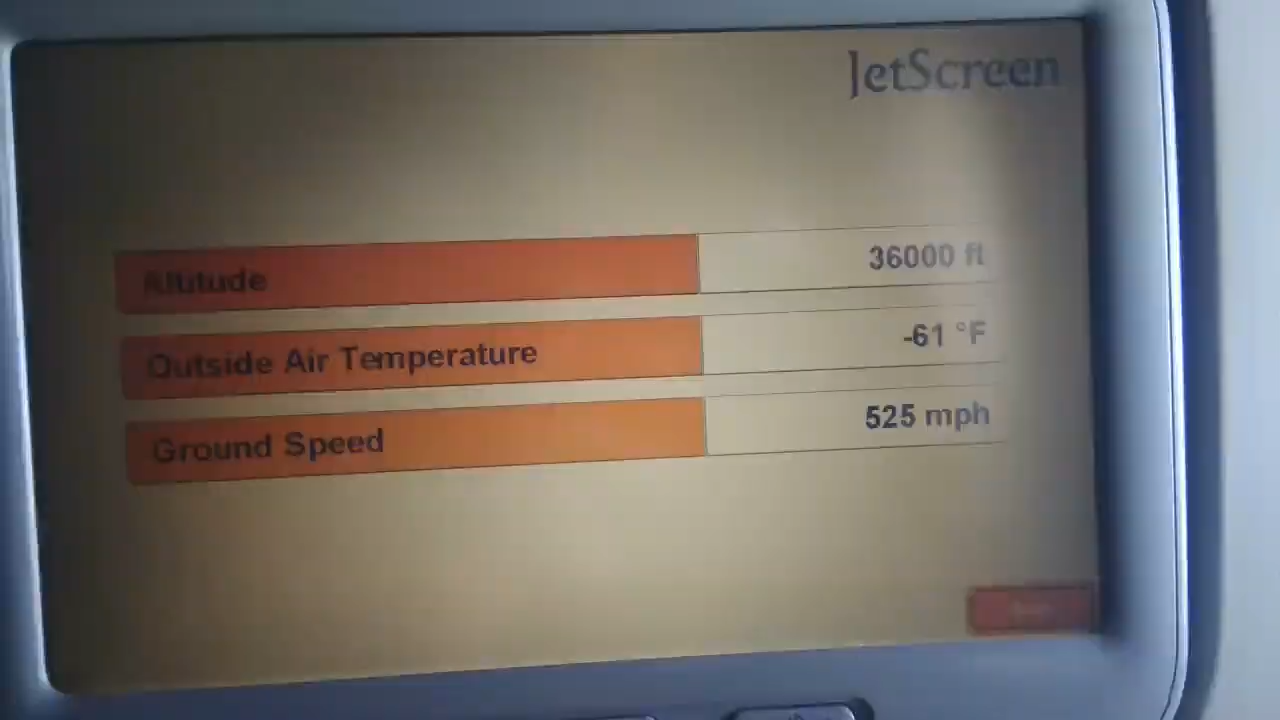 JetScreen
Altitude 36000 ft
Outside Air Temperature -61 °F
Ground Speed 525 mph